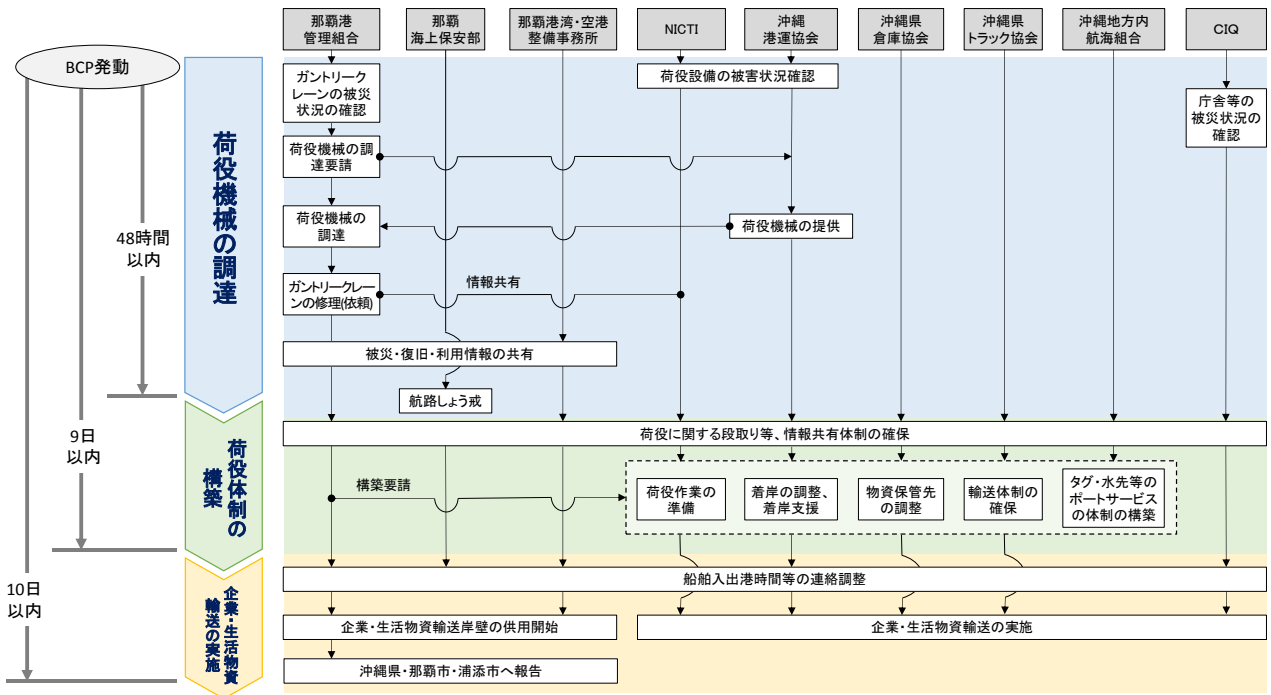 那覇港
管理組合
那覇
海上保安部
那覇港湾・空港
整備事務所
NICTI
沖縄
港運協会
沖縄県
倉庫協会
沖縄県
トラック協会
沖縄地方内
航海組合
CIQ
BCP発動
48時間
以内
9日
以内
10日
以内
荷役機械の調達
荷役体制の
構築
企業・生活物資
輸送の実施
ガントリーク
レーンの被災
状況の確認
荷役設備の被害状況確認
庁舎等の
被災状況の
確認
荷役機械の調
達要請
荷役機械の
調達
荷役機械の提供
ガントリークレー
ンの修理(依頼)
情報共有
被災・復旧・利用情報の共有
航路しょう戒
荷役に関する段取り等、情報共有体制の確保
構築要請
荷役作業の
準備
着岸の調整、
着岸支援
物資保管先
の調整
輸送体制の
確保
タグ・水先等の
ポートサービス
の体制の構築
船舶入出港時間等の連絡調整
企業・生活物資輸送岸壁の供用開始
企業・生活物資輸送の実施
沖縄県・那覇市・浦添市へ報告